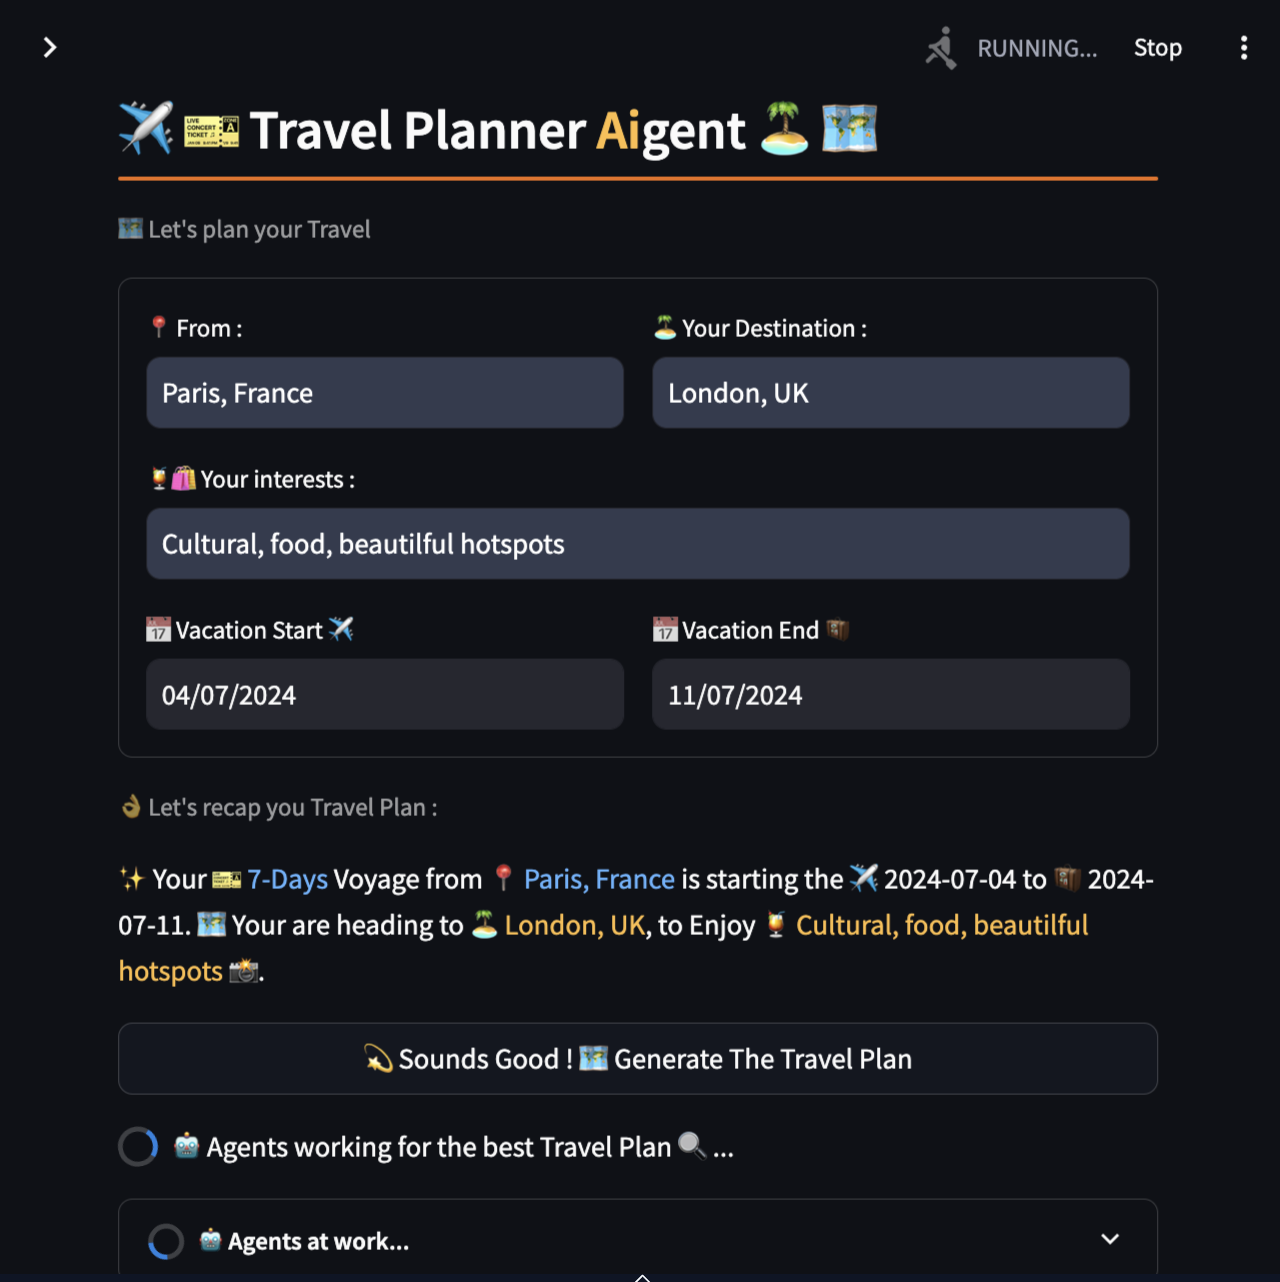 RUNNING... Stop
Travel Planner Aigent
Let's plan your Travel
From :
Your Destination :
Paris, France
London, UK
Your interests :
Cultural, food, beautilful hotspots
Vacation Start
Vacation End
04/07/2024
11/07/2024
Let's recap you Travel Plan :
Your 7-Days Voyage from Paris, France is starting the 2024-07-04 to 2024-
07-11. Your are heading to London, UK, to Enjoy Cultural, food, beautilful
hotspots .
Sounds Good ! Generate The Travel Plan
Agents working for the best Travel Plan ...
Agents at work...